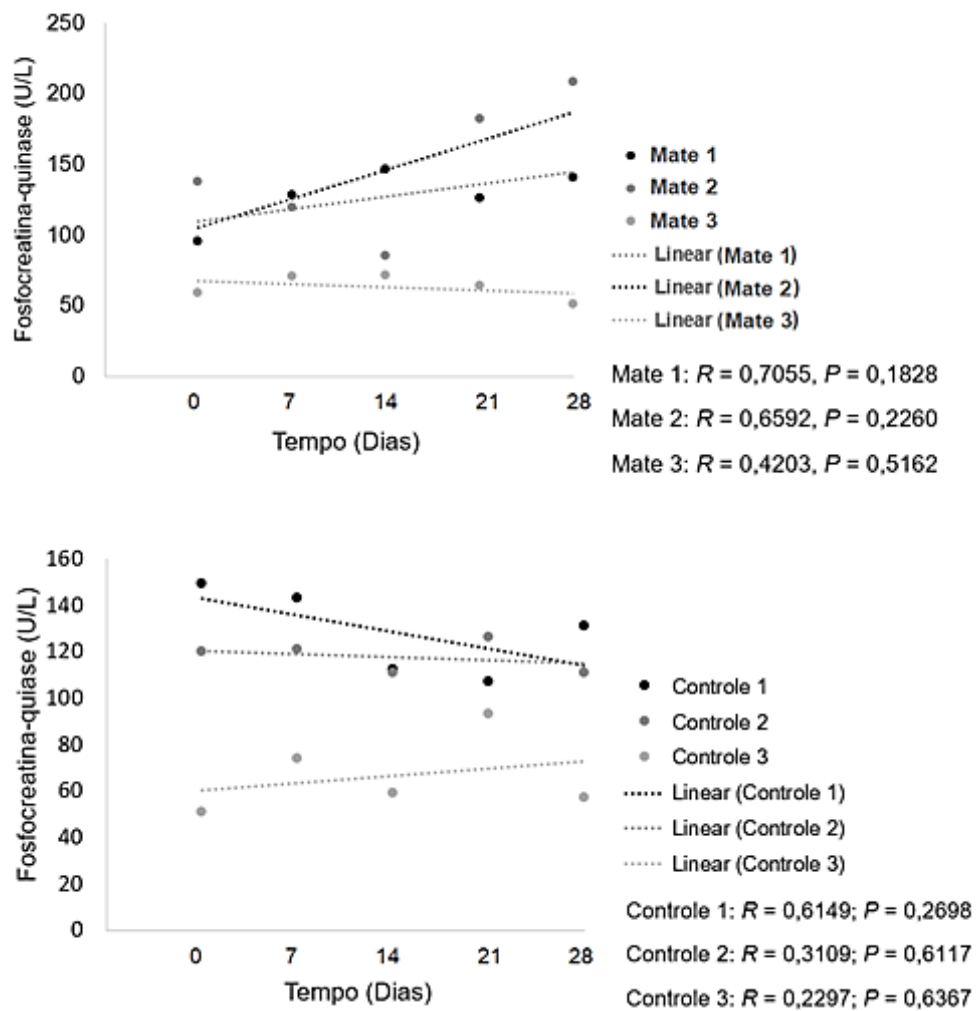 250
200
150
100
50
0
Fosfocreatina-quinase (U/L)
0 7 14 21 28
Tempo (Dias)
Mate 1
Mate 2
Mate 3
Linear (Mate 1)
Linear (Mate 2)
Linear (Mate 3)
Mate 1: R = 0,7055, P = 0,1828
Mate 2: R = 0,6592, P = 0,2260
Mate 3: R = 0,4203, P = 0,5162
160
140
120
100
80
60
40
20
0
Fosfocreatina-quiase (U/L)
0 7 14 21 28
Tempo (Dias)
Controle 1
Controle 2
Controle 3
Linear (Controle 1)
Linear (Controle 2)
Linear (Controle 3)
Controle 1: R = 0,6149; P = 0,2698
Controle 2: R = 0,3109; P = 0,6117
Controle 3: R = 0,2297; P = 0,6367